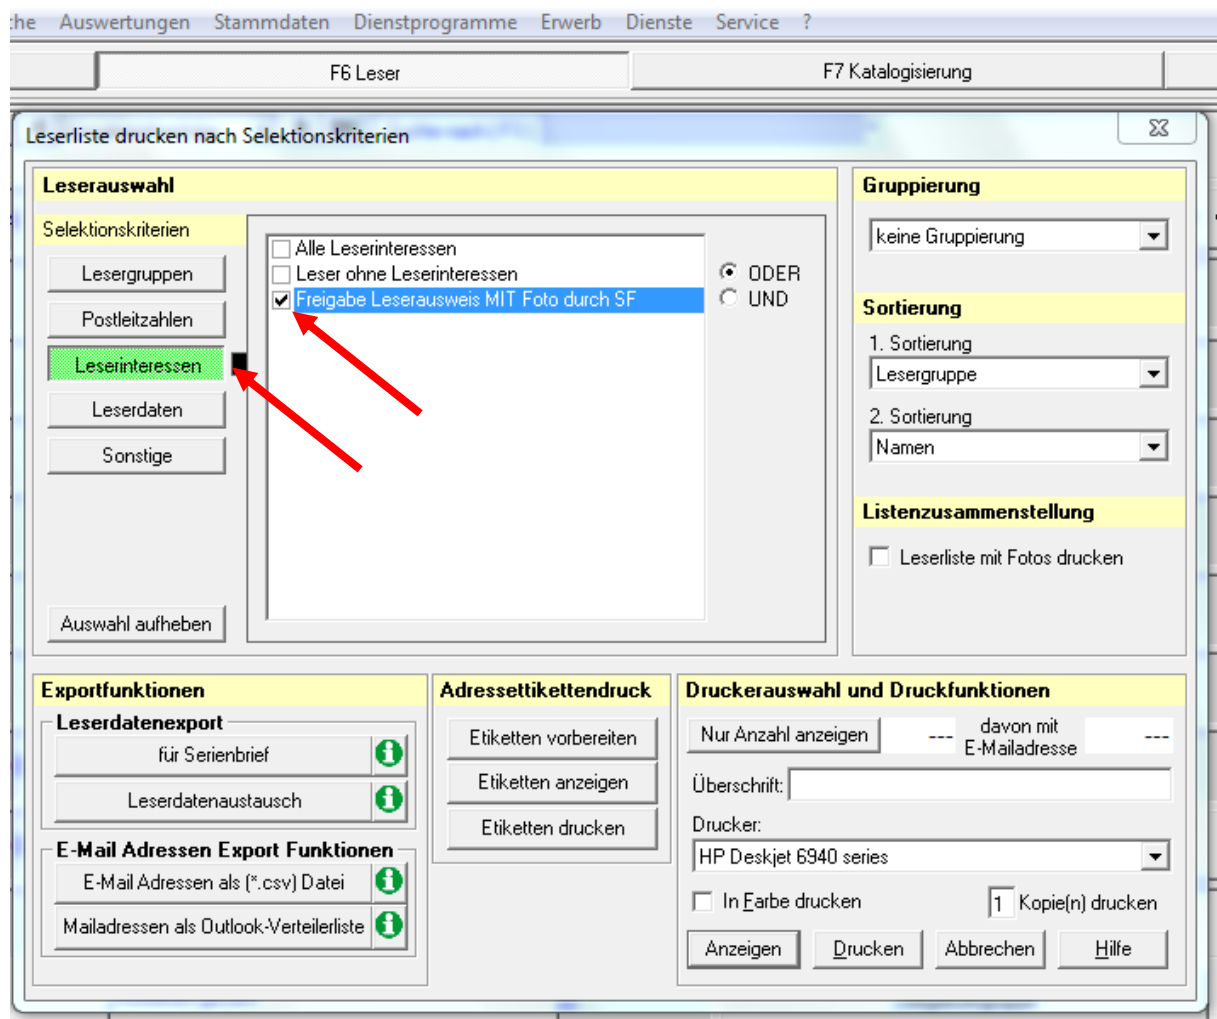 Auswertungen Stammdaten Dienstprogramme Erwerb Dienste Service ?
F6 Leser
F7 Katalogisierung
Leserliste drucken nach Selektionskriterien
Leserauswahl
Selektionskriterien
Lesergruppen
Postleitzahlen
Leserinteressen
Leserdaten
Sonstige
Auswahl aufheben
Alle Leserinteressen
Leser ohne Leserinteressen
Freigabe Leserausweis MIT Foto durch SF
ODER
UND
Gruppierung
keine Gruppierung
Sortierung
1. Sortierung
Lesergruppe
2. Sortierung
Namen
Listenzusammenstellung
Leserliste mit Fotos drucken
Exportfunktionen
Leserdatenexport
für Serienbrief
Leserdatenaustausch
E-Mail Adressen Export Funktionen
E-Mail Adressen als (*.csv) Datei
Mailadressen als Outlook-Verteilerliste
Adressettikettendruck
Etiketten vorbereiten
Etiketten anzeigen
Etiketten drucken
Druckerauswahl und Druckfunktionen
Nur Anzahl anzeigen --- davon mit ---
E-Mailadresse
Überschrift:
Drucker:
HP Deskjet 6940 series
In Farbe drucken
1 Kopie(n) drucken
Anzeigen Drucken Abbrechen Hilfe